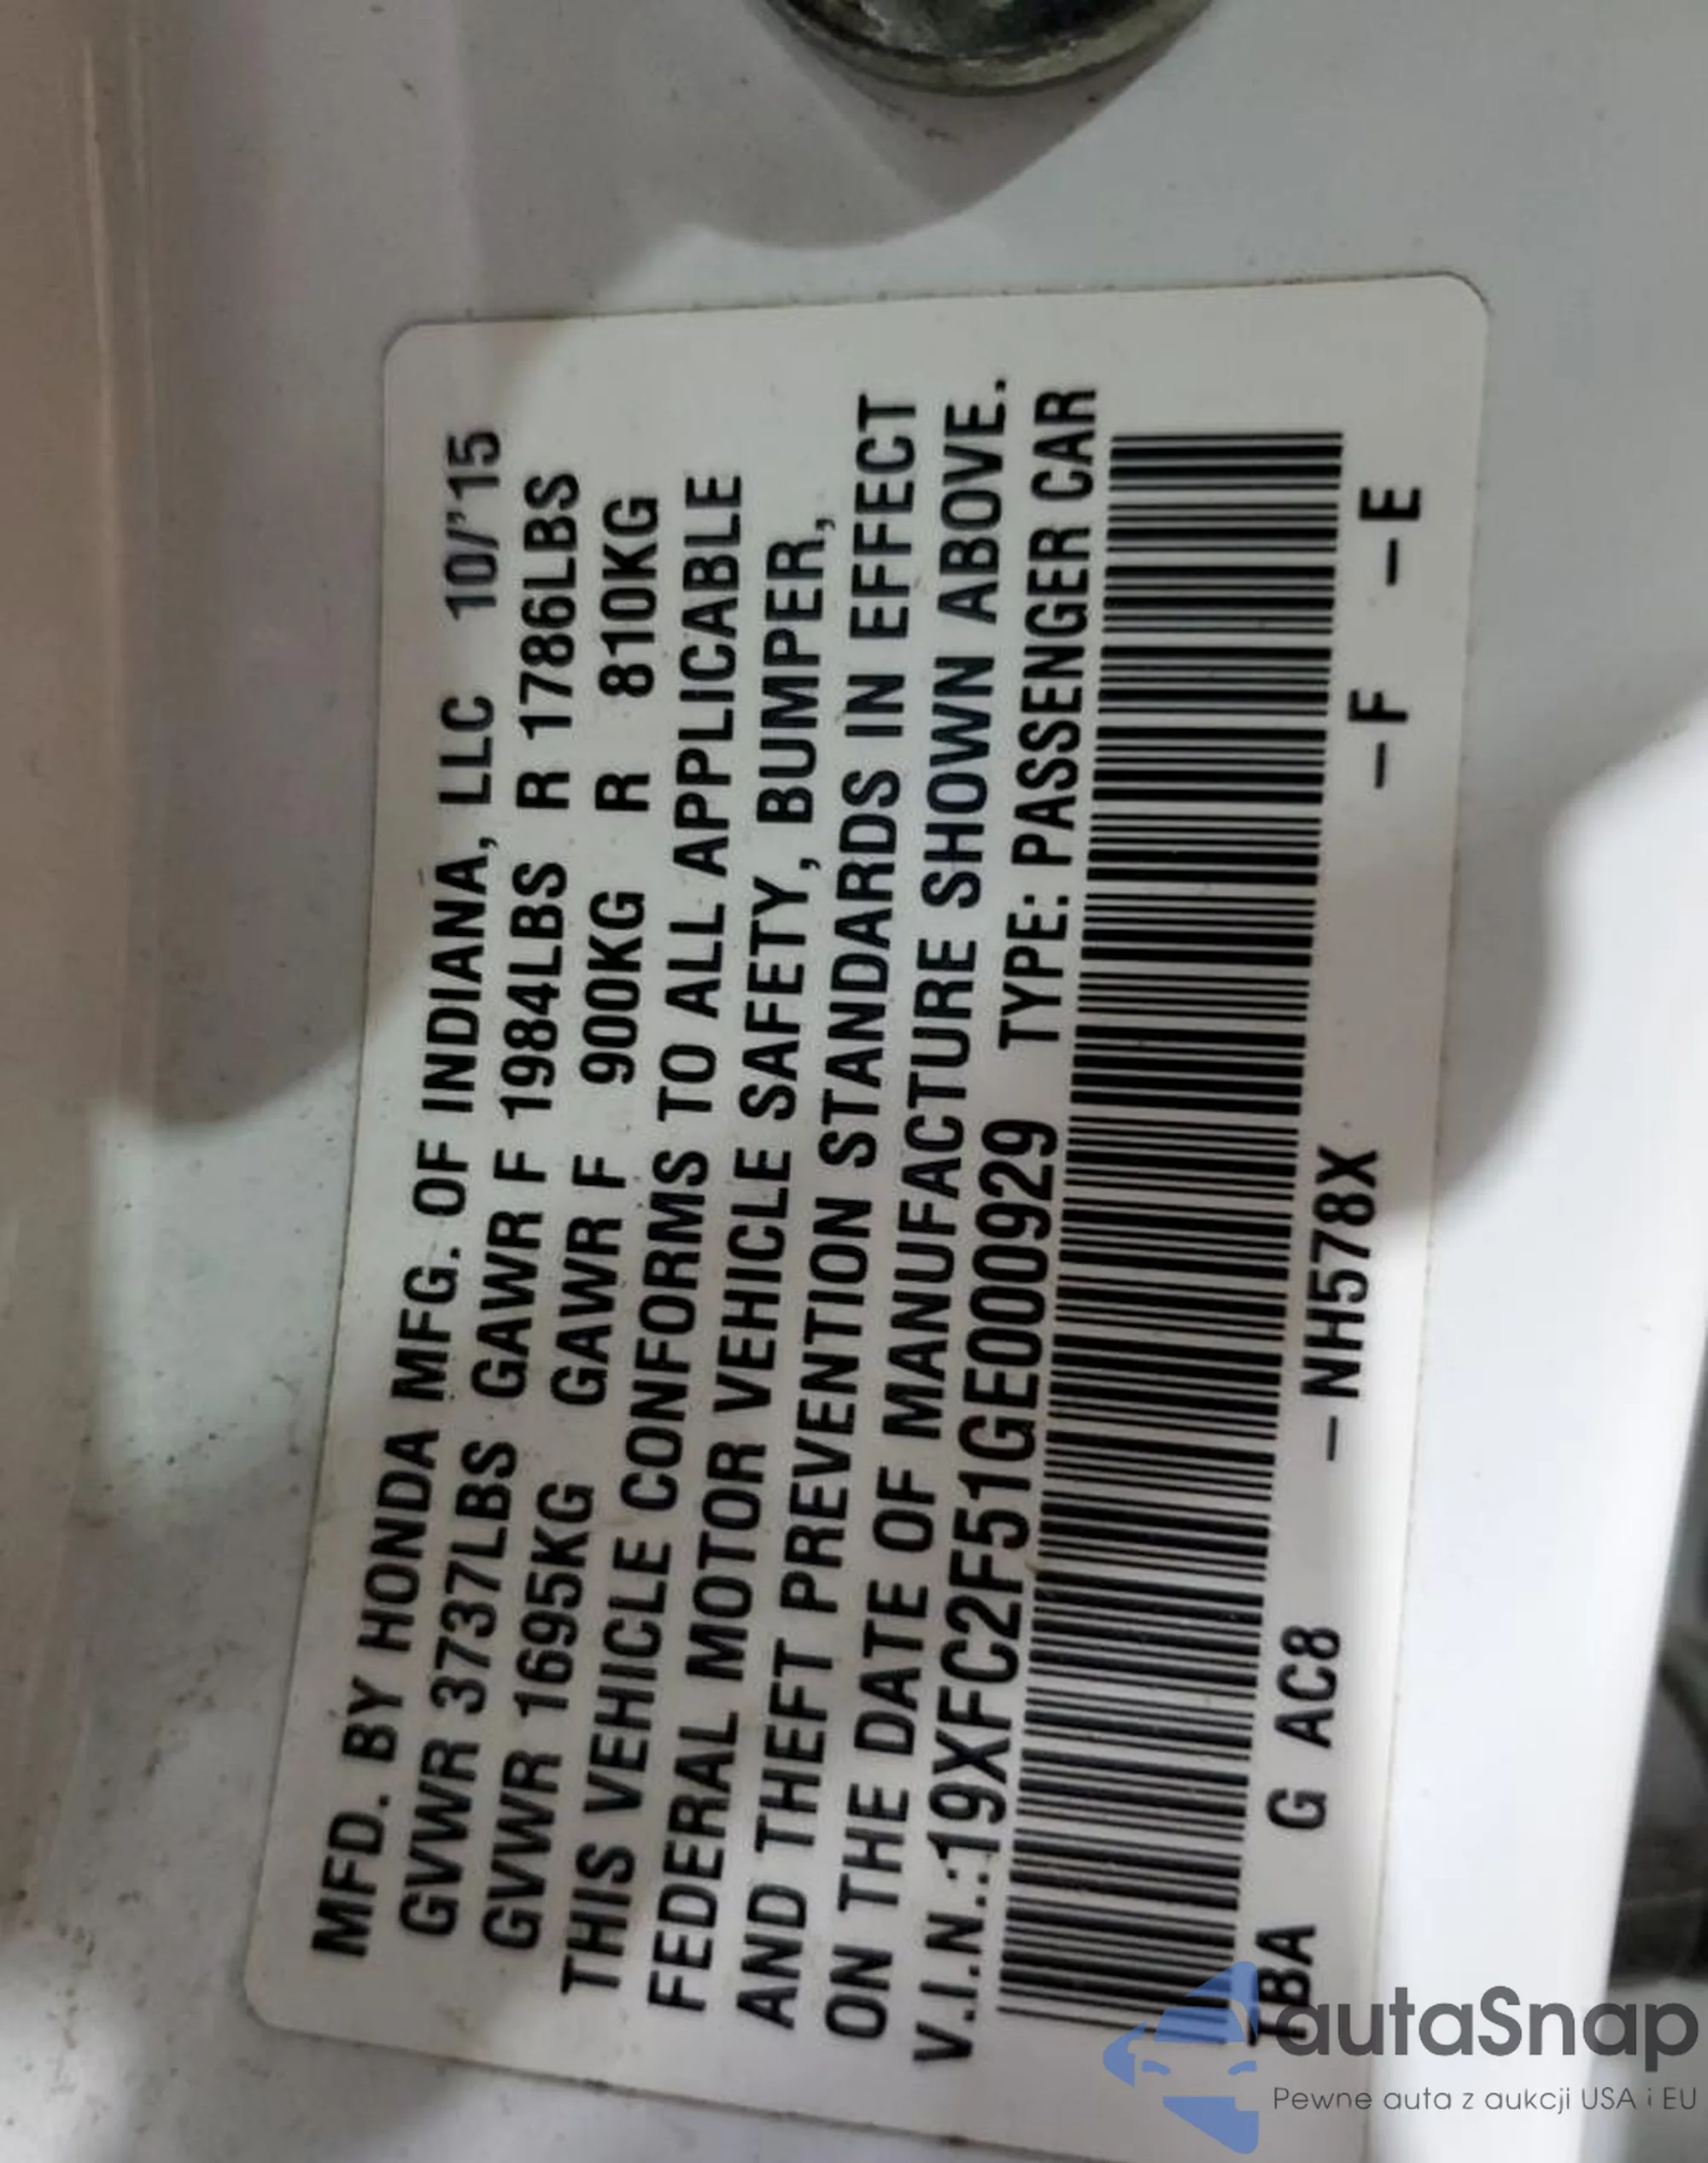 MFD. BY HONDA MFG. OF INDIANA, LLC 10/'15
GVWR 3737LBS GAWR F 1984LBS R 1786LBS
GVWR 1695KG GAWR F 900KG R 810KG
THIS VEHICLE CONFORMS TO ALL APPLICABLE
FEDERAL MOTOR VEHICLE SAFETY, BUMPER,
AND THEFT PREVENTION STANDARDS IN EFFECT
ON THE DATE OF MANUFACTURE SHOWN ABOVE.
V.I.N.:19XFC2F51GE000929 TYPE: PASSENGER CAR
TBA G AC8 -NH578X -F -E
autaSnap
Pewne auta z aukcji USA i EU